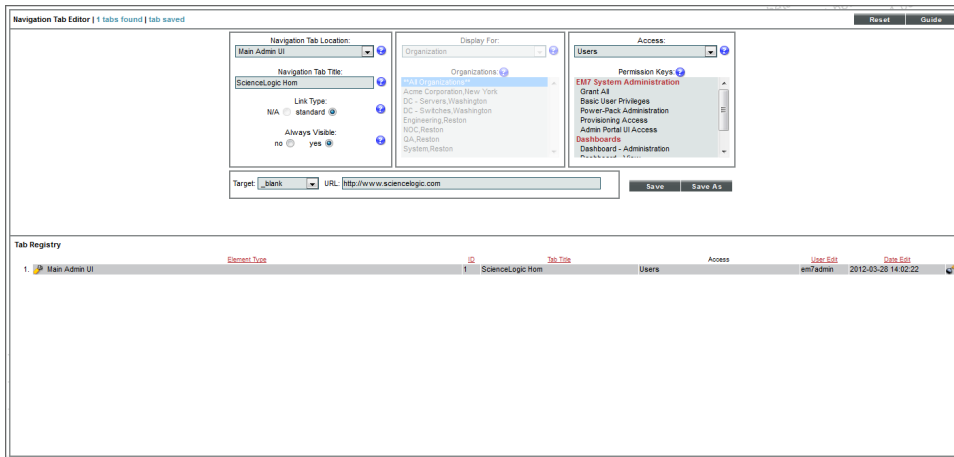 Navigation Tab Editor | 1 tabs found | tab saved
Reset Guide
Navigation Tab Location:
Main Admin UI
Navigation Tab Title:
ScienceLogic Hom
Link Type:
N/A standard
Always Visible:
no yes
Display For:
Organization
Organizations:
**All Organizations**
Acme Corporation,New York
DC - Servers,Washington
DC - Switches,Washington
Engineering,Reston
NOC,Reston
QA,Reston
System,Reston
Access:
Users
Permission Keys:
EM7 System Administration
Grant All
Basic User Privileges
Power-Pack Administration
Provisioning Access
Admin Portal UI Access
Dashboards
Dashboard - Administration
Dashboard - View
Target: _blank URL: http://www.sciencelogic.com
Save Save As
Tab Registry
Element Type ID Tab Title Access User Edit Date Edit
1. Main Admin UI 1 ScienceLogic Hom Users em7admin 2012-03-28 14:02:22